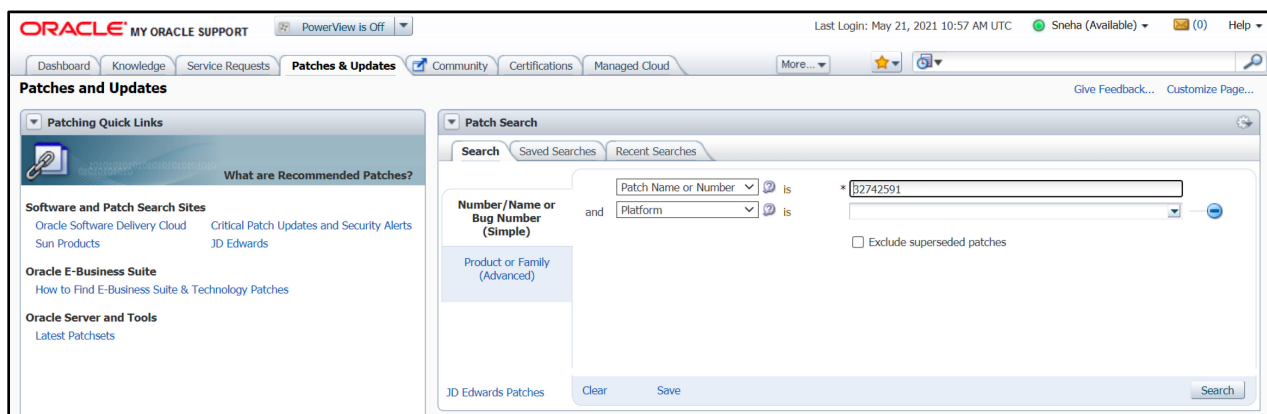 ORACLE MY ORACLE SUPPORT PowerView is Off Last Login: May 21, 2021 10:57 AM UTC Sneha (Available) (0) Help
Dashboard Knowledge Service Requests Patches & Updates Community Certifications Managed Cloud More...
Patches and Updates Give Feedback... Customize Page...
Patching Quick Links
What are Recommended Patches?
Software and Patch Search Sites
Oracle Software Delivery Cloud Critical Patch Updates and Security Alerts
Sun Products JD Edwards
Oracle E-Business Suite
How to Find E-Business Suite & Technology Patches
Oracle Server and Tools
Latest Patchsets
Patch Search
Search Saved Searches Recent Searches
Number/Name or
Bug Number
(Simple)
Product or Family
(Advanced)
JD Edwards Patches
Patch Name or Number is * 32742591
and Platform is
Exclude superseded patches
Clear Save Search